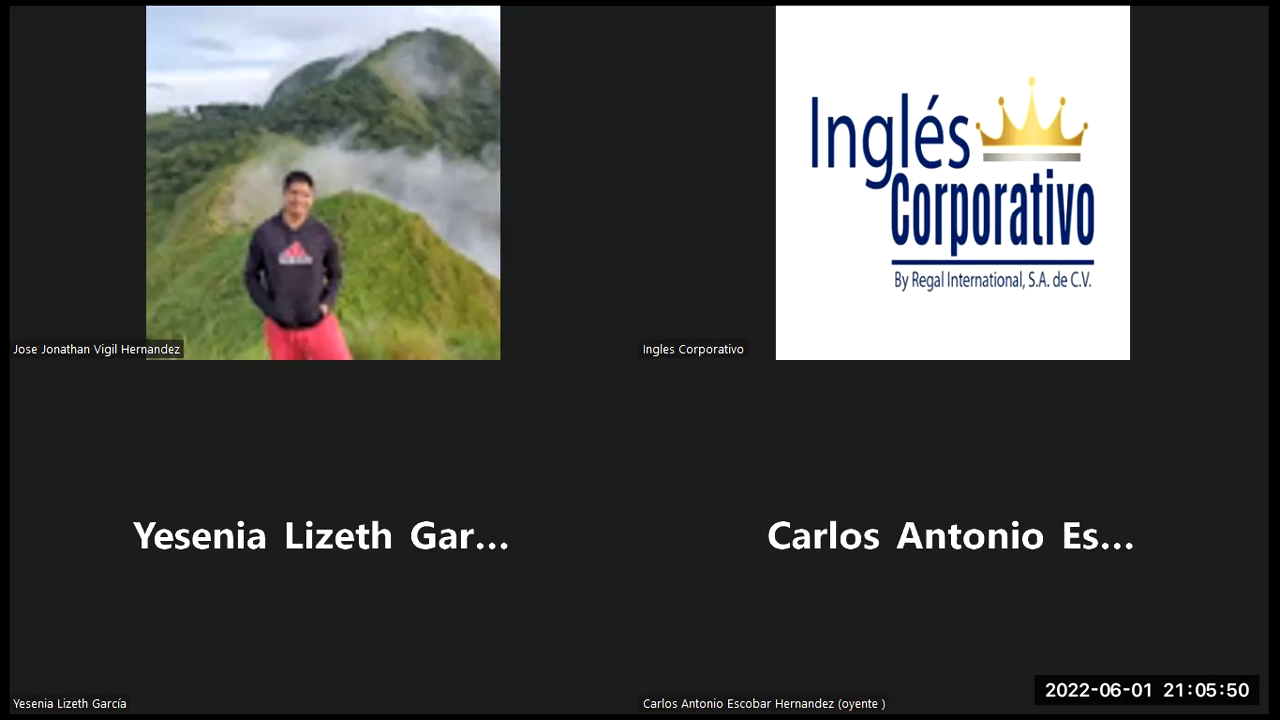 Inglés
Corporativo
By Regal International, S.A. de C.V.
Jose Jonathan Vigil Hernandez
Ingles Corporativo
Yesenia Lizeth Gar...
Carlos Antonio Es...
Yesenia Lizeth García
Carlos Antonio Escobar Hernandez (oyente )
2022-06-01 21:05:50